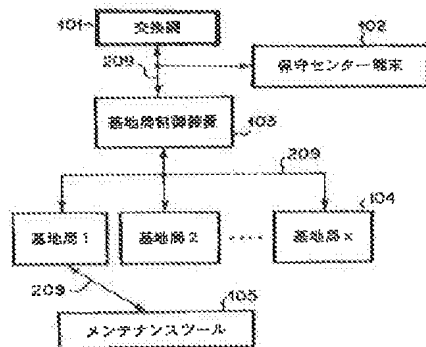 101
交換網
102
209
保守センター端末
基地局制御装置
103
209
104
基地局1
基地局2
基地局x
209
105
メンテナンスツール